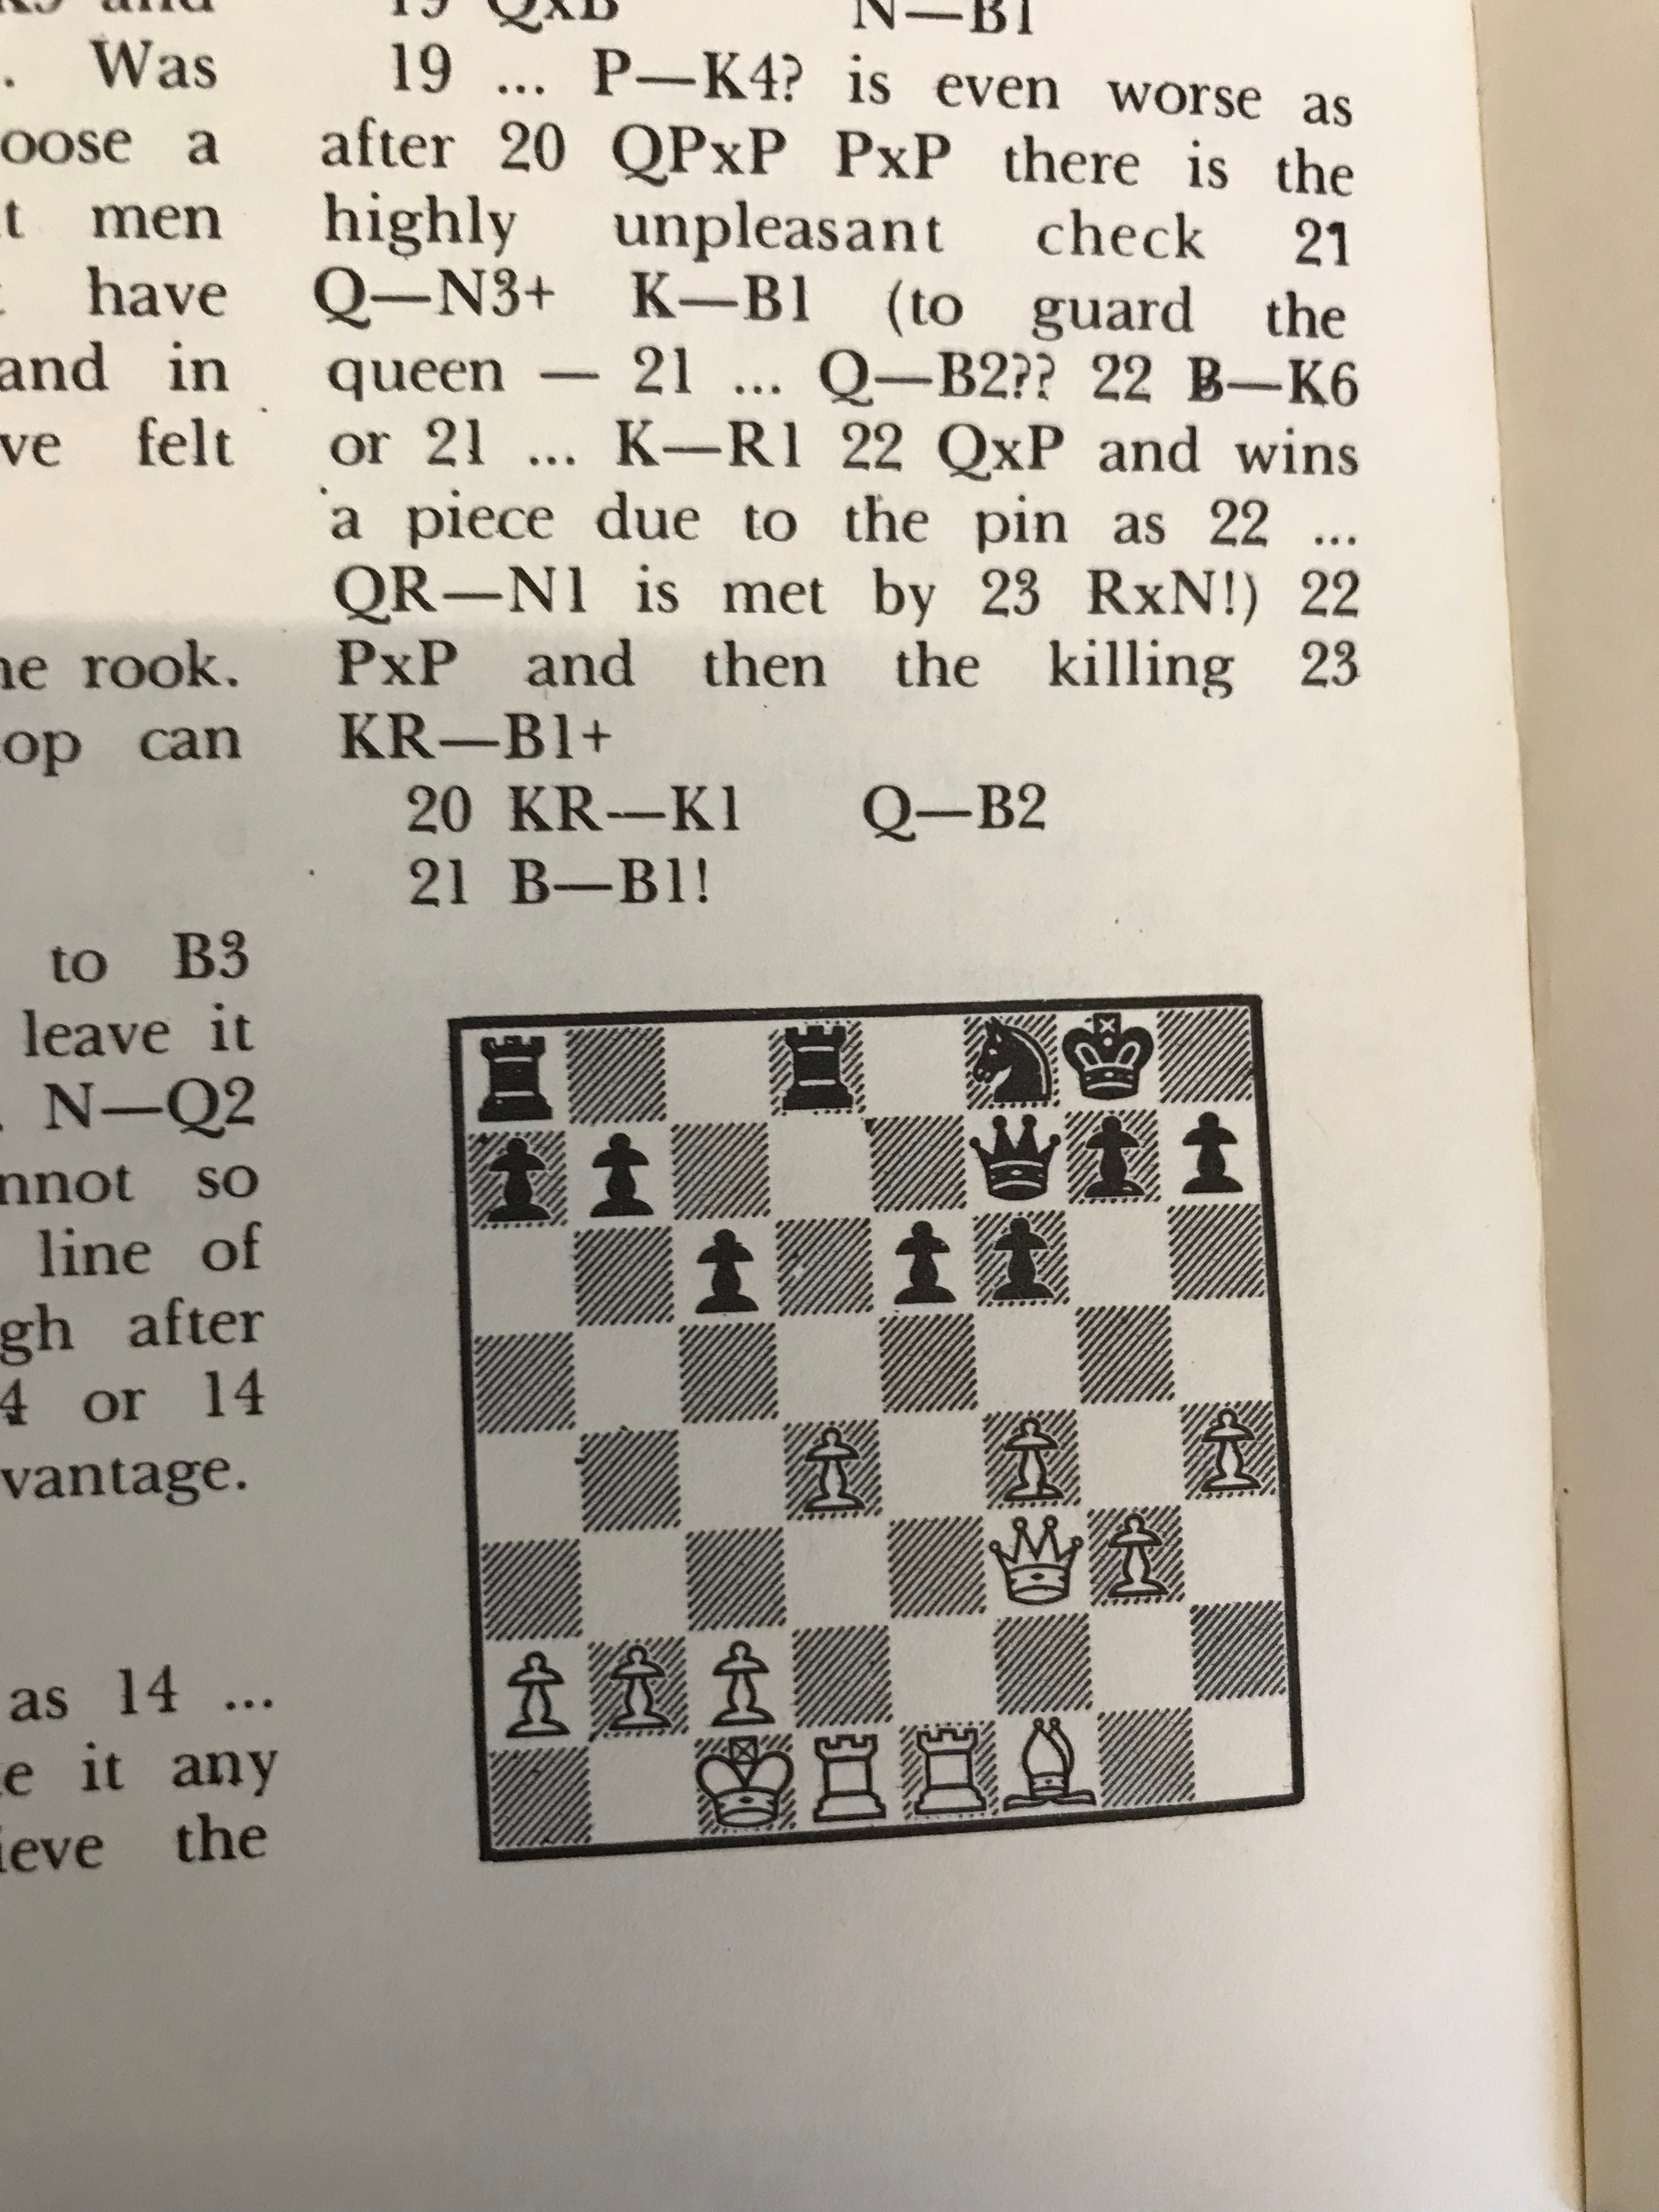 . Was
oose a
t men
have
and in
ve felt
ne rook.
op can
to B3
leave it
. N—Q2
nnot so
line of
gh after
4 or 14
vantage.
as 14 ...
e it any
ieve the
19 QxB N—B1
19 ... P—K4? is even worse as
after 20 QPxP PxP there is the
highly unpleasant check 21
Q—N3+ K—B1 (to guard the
queen — 21 ... Q—B2?? 22 B—K6
or 21 ... K—R1 22 QxP and wins
a piece due to the pin as 22 ...
QR—N1 is met by 23 RxN!) 22
PxP and then the killing 23
KR—B1+
20 KR—K1 Q—B2
21 B—B1!